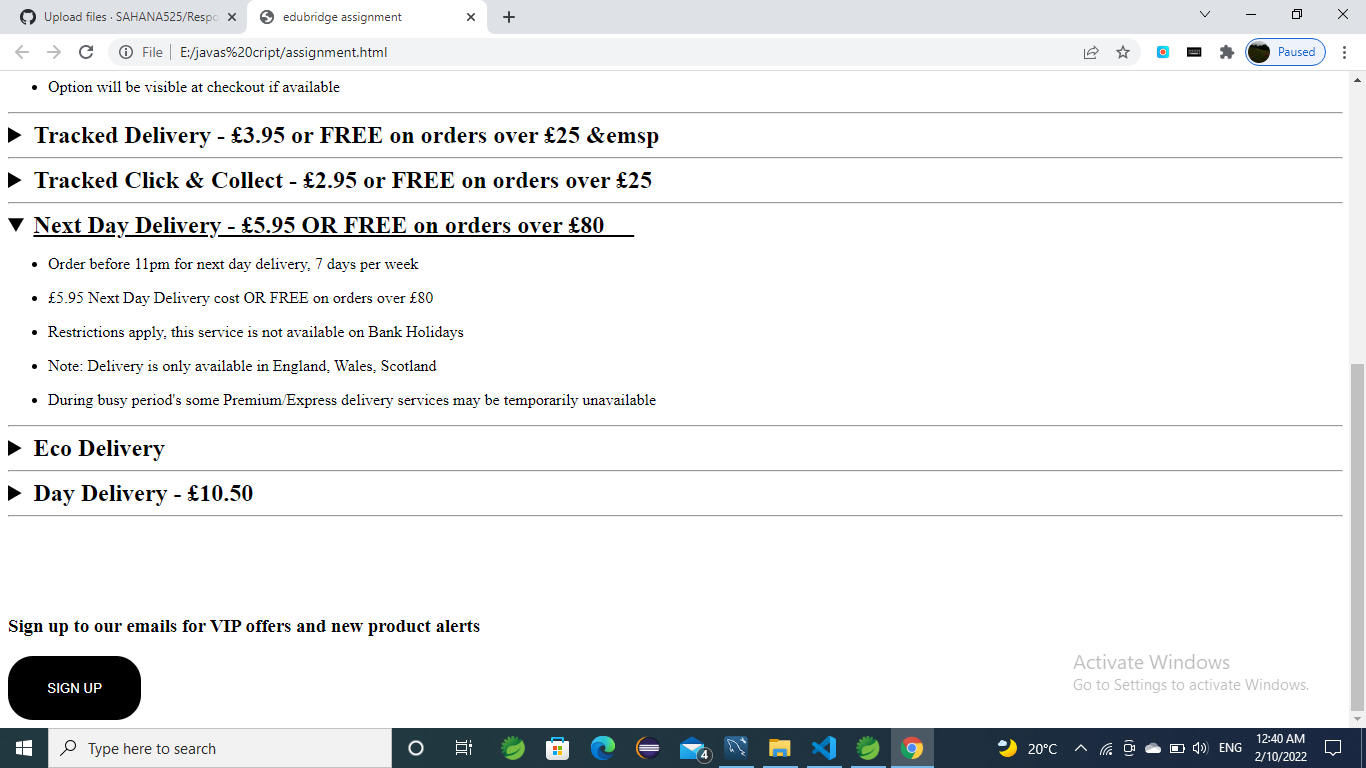 Upload files · SAHANA525/Respo
edubridge assignment
File
E:/javas%20cript/assignment.html
Paused
Option will be visible at checkout if available
Tracked Delivery - £3.95 or FREE on orders over £25 &emsp
Tracked Click & Collect - £2.95 or FREE on orders over £25
Next Day Delivery - £5.95 OR FREE on orders over £80
Order before 11pm for next day delivery, 7 days per week
£5.95 Next Day Delivery cost OR FREE on orders over £80
Restrictions apply, this service is not available on Bank Holidays
Note: Delivery is only available in England, Wales, Scotland
During busy period's some Premium/Express delivery services may be temporarily unavailable
Eco Delivery
Day Delivery - £10.50
Sign up to our emails for VIP offers and new product alerts
SIGN UP
Activate Windows
Go to Settings to activate Windows.
Type here to search
4
20°C
ENG
12:40 AM
2/10/2022